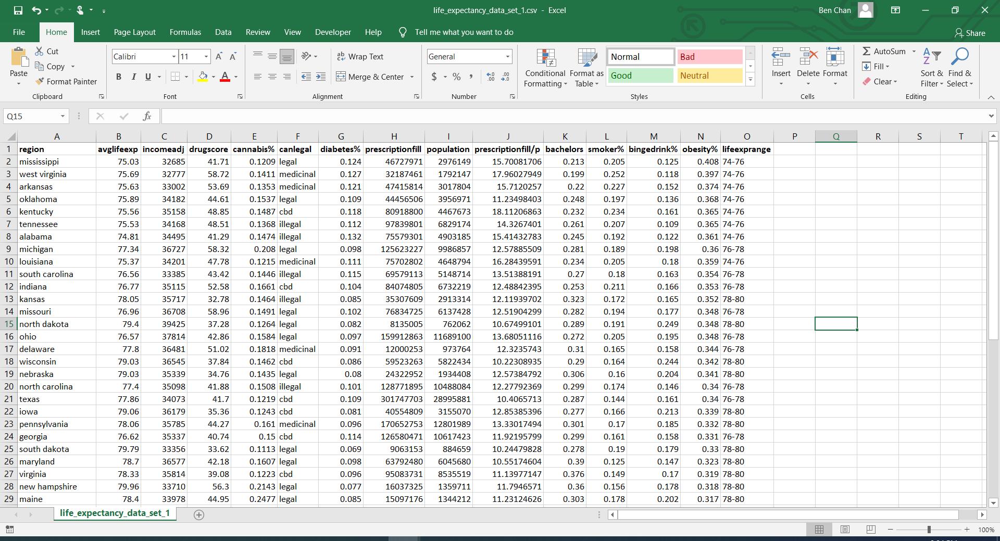 life_expectancy_data_set_1.csv - Excel
Ben Chan
File Home Insert Page Layout Formulas Data Review View Developer Help Tell me what you want to do Share
Paste
Cut
Copy
Format Painter
Clipboard
Calibri 11
B I U
Font
Wrap Text
Merge & Center
Alignment
General
$ % ,
Number
Conditional Formatting
Format as Table
Normal Bad
Good Neutral
Styles
Insert Delete Format
Cells
AutoSum
Fill
Clear
Sort & Filter
Find & Select
Editing
Q15 fx
A B C D E F G H I J K L M N O P Q R S T
1 region avglifeexp incomeadj drugscore cannabis% canlegal diabetes% prescriptionfill population prescriptionfill/p bachelors smoker% bingedrink% obesity% lifeexprange
2 mississippi 75.03 32685 41.71 0.1209 legal 0.124 46727971 2976149 15.70081706 0.213 0.205 0.125 0.408 74-76
3 west virginia 75.69 32777 58.72 0.1411 medicinal 0.127 32187461 1792147 17.96027949 0.199 0.252 0.118 0.397 74-76
4 arkansas 75.63 33002 53.69 0.1353 medicinal 0.121 47415814 3017804 15.7120257 0.22 0.227 0.152 0.374 74-76
5 oklahoma 75.89 34182 44.61 0.1537 legal 0.109 44456506 3956971 11.23498403 0.248 0.197 0.136 0.368 74-76
6 kentucky 75.56 35158 48.85 0.1487 cbd 0.118 80918800 4467673 18.11206863 0.232 0.234 0.161 0.365 74-76
7 tennessee 75.53 34168 48.51 0.1368 illegal 0.112 97839801 6829174 14.3267401 0.261 0.207 0.109 0.365 74-76
8 alabama 74.81 34495 41.29 0.1474 illegal 0.132 75579301 4903185 15.41432783 0.245 0.192 0.122 0.361 74-76
9 michigan 77.34 36727 58.32 0.208 legal 0.098 125623227 9986857 12.57885509 0.281 0.189 0.198 0.36 76-78
10 louisiana 75.37 34201 47.78 0.1215 medicinal 0.111 75702802 4648794 16.28439591 0.234 0.205 0.18 0.359 74-76
11 south carolina 76.56 33385 43.42 0.1446 illegal 0.115 69579113 5148714 13.51388191 0.27 0.18 0.163 0.354 76-78
12 indiana 76.77 35115 52.58 0.1661 cbd 0.104 84074805 6732219 12.48842395 0.253 0.211 0.166 0.353 76-78
13 kansas 78.05 35717 32.78 0.1464 illegal 0.085 35307609 2913314 12.11939702 0.323 0.172 0.165 0.352 78-80
14 missouri 76.96 36708 58.96 0.1491 legal 0.102 76834725 6137428 12.51904299 0.282 0.194 0.177 0.348 76-78
15 north dakota 79.4 39425 37.28 0.1264 legal 0.082 8135005 762062 10.67499101 0.289 0.191 0.249 0.348 78-80
16 ohio 76.57 37814 42.86 0.1584 legal 0.097 159912863 11689100 13.68051116 0.272 0.205 0.195 0.348 76-78
17 delaware 77.8 36481 51.02 0.1818 medicinal 0.091 12000253 973764 12.3235743 0.31 0.165 0.158 0.344 76-78
18 wisconsin 79.03 36545 37.84 0.1462 cbd 0.086 59523263 5822434 10.22308935 0.29 0.164 0.244 0.342 78-80
19 nebraska 79.03 35339 34.76 0.1435 legal 0.08 24322952 1934408 12.57384792 0.306 0.16 0.204 0.341 78-80
20 north carolina 77.4 35098 41.88 0.1508 illegal 0.101 128771895 10488084 12.27792369 0.299 0.174 0.146 0.34 76-78
21 texas 77.86 34073 41.7 0.1219 cbd 0.109 301747703 28995881 10.4065713 0.287 0.144 0.161 0.34 76-78
22 iowa 79.06 36179 35.36 0.1243 cbd 0.081 40554809 3155070 12.85385396 0.277 0.166 0.213 0.339 78-80
23 pennsylvania 78.06 35785 44.27 0.161 medicinal 0.096 170652753 12801989 13.33017494 0.301 0.17 0.185 0.332 78-80
24 georgia 76.62 35337 40.74 0.15 cbd 0.114 126580471 10617423 11.92195799 0.299 0.161 0.158 0.331 76-78
25 south dakota 79.79 33356 33.62 0.1113 legal 0.069 9063153 884659 10.24479828 0.278 0.19 0.179 0.33 78-80
26 maryland 78.7 36577 42.18 0.1607 legal 0.098 63792480 6045680 10.55174604 0.39 0.125 0.147 0.323 78-80
27 virginia 78.33 35814 39.08 0.1223 cbd 0.096 95083731 8535519 11.13977147 0.376 0.149 0.17 0.319 78-80
28 new hampshire 79.96 33710 56.3 0.2143 legal 0.077 16037325 1359711 11.7946571 0.36 0.156 0.178 0.318 78-80
29 maine 78.4 33978 44.95 0.2477 legal 0.085 15097176 1344212 11.23124626 0.303 0.178 0.202 0.317 78-80
life_expectancy_data_set_1
100%